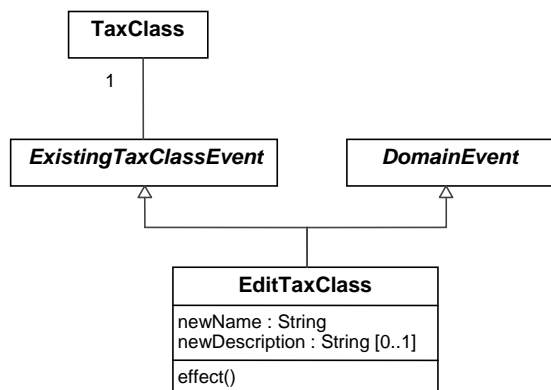 TaxClass
1
ExistingTaxClassEvent
DomainEvent
EditTaxClass
newName : String
newDescription : String [0..1]
effect()